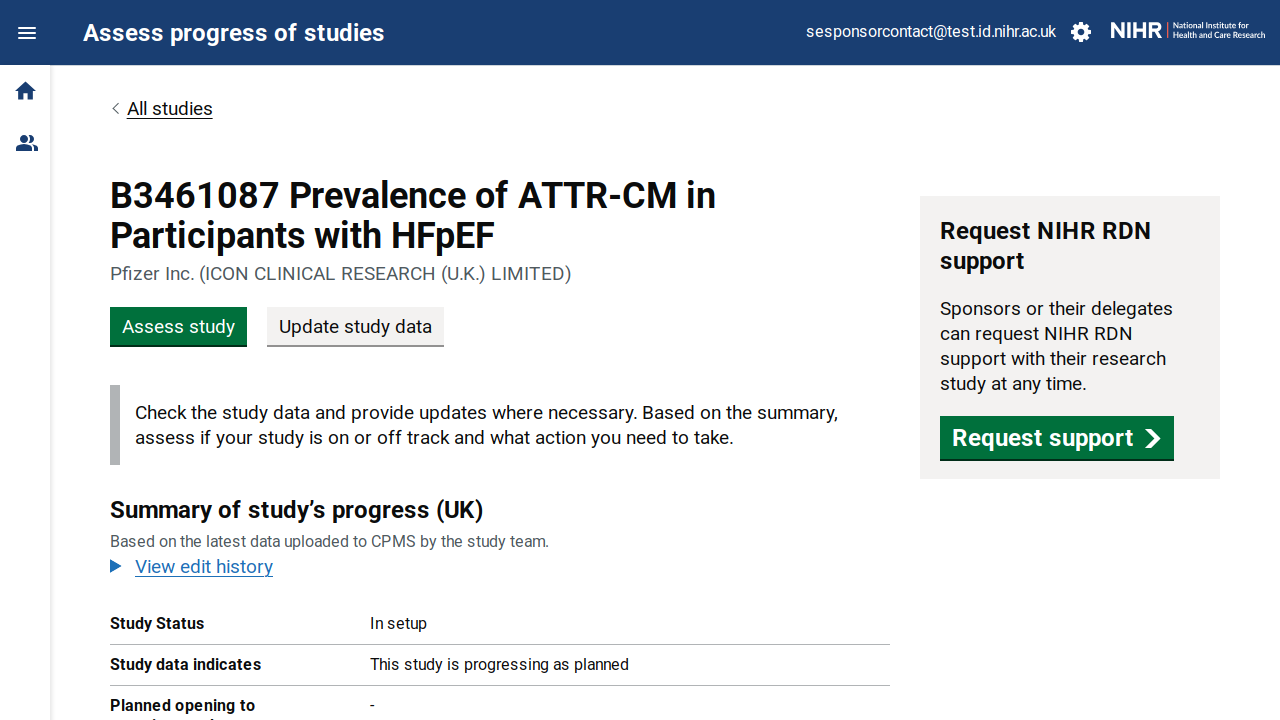 Assess progress of studies
sesponsorcontact@test.id.nihr.ac.uk
NIHR
National Institute for
Health and Care Research
All studies
B3461087 Prevalence of ATTR-CM in
Participants with HFpEF
Pfizer Inc. (ICON CLINICAL RESEARCH (U.K.) LIMITED)
Assess study
Update study data
Check the study data and provide updates where necessary. Based on the summary,
assess if your study is on or off track and what action you need to take.
Summary of study’s progress (UK)
Based on the latest data uploaded to CPMS by the study team.
View edit history
Study Status In setup
Study data indicates This study is progressing as planned
Planned opening to -
Request NIHR RDN
support
Sponsors or their delegates
can request NIHR RDN
support with their research
study at any time.
Request support